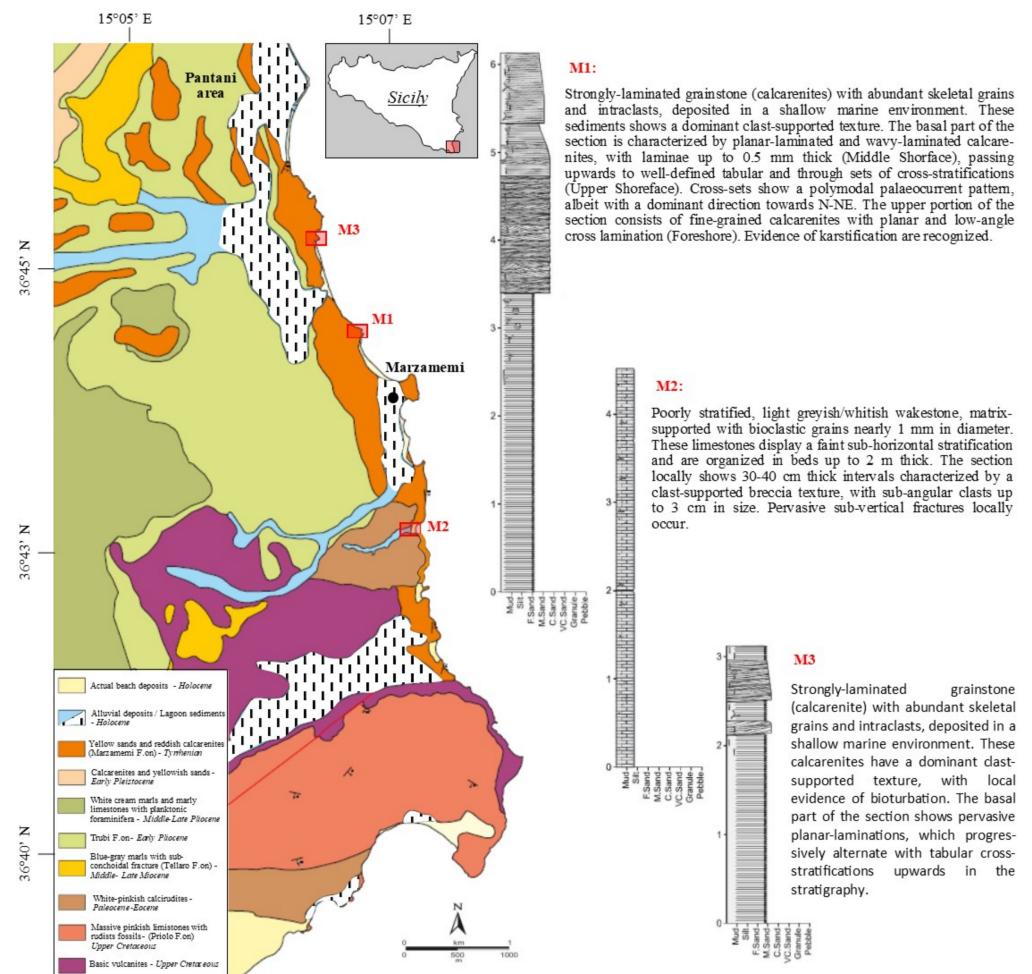 15°05' E
15°07' E
36°45' N
36°43' N
36°40' N
Pantani
area
Sicily
M3
M1
Marzamemi
M2
Actual beach deposits - Holocene
Alluvial deposits / Lagoon sediments
- Holocene
Yellow sands and reddish calcarenites
(Marzamemi F.on) - Tyrrhenian
Calcarenites and yellowish sands -
Early Pleistocene
White cream marls and marly
limestones with planktonic
foraminifera - Middle-Late Pliocene
Trubi F.on- Early Pliocene
Blue-gray marls with sub-
conchoidal fracture (Tellaro F.on) -
Middle- Late Miocene
White-pinkish calcirudites -
Paleocene-Eocene
Massive pinkish limistones with
rudists fossils- (Priolo F.on)
Upper Cretaceous
Basic vulcanites - Upper Cretaceous
N
km
0 500 1000
m
6
5
4
3
2
1
0
Mud
Silt
F.Sand
M.Sand
C.Sand
VC.Sand
Granule
Pebble
M1:
Strongly-laminated grainstone (calcarenites) with abundant skeletal grains
and intraclasts, deposited in a shallow marine environment. These
sediments shows a dominant clast-supported texture. The basal part of the
section is characterized by planar-laminated and wavy-laminated calcare-
nites, with laminae up to 0.5 mm thick (Middle Shorface), passing
upwards to well-defined tabular and through sets of cross-stratifications
(Upper Shoreface). Cross-sets show a polymodal palaeocurrent pattern,
albeit with a dominant direction towards N-NE. The upper portion of the
section consists of fine-grained calcarenites with planar and low-angle
cross lamination (Foreshore). Evidence of karstification are recognized.
4
3
2
1
0
Mud
Silt
F.Sand
M.Sand
C.Sand
VC.Sand
Granule
Pebble
M2:
Poorly stratified, light greyish/whitish wakestone, matrix-
supported with bioclastic grains nearly 1 mm in diameter.
These limestones display a faint sub-horizontal stratification
and are organized in beds up to 2 m thick. The section
locally shows 30-40 cm thick intervals characterized by a
clast-supported breccia texture, with sub-angular clasts up
to 3 cm in size. Pervasive sub-vertical fractures locally
occur.
3
2
1
0
Mud
Silt
F.Sand
M.Sand
C.Sand
VC.Sand
Granule
Pebble
M3
Strongly-laminated grainstone
(calcarenite) with abundant skeletal
grains and intraclasts, deposited in a
shallow marine environment. These
calcarenites have a dominant clast-
supported texture, with local
evidence of bioturbation. The basal
part of the section shows pervasive
planar-laminations, which progres-
sively alternate with tabular cross-
stratifications upwards in the
stratigraphy.